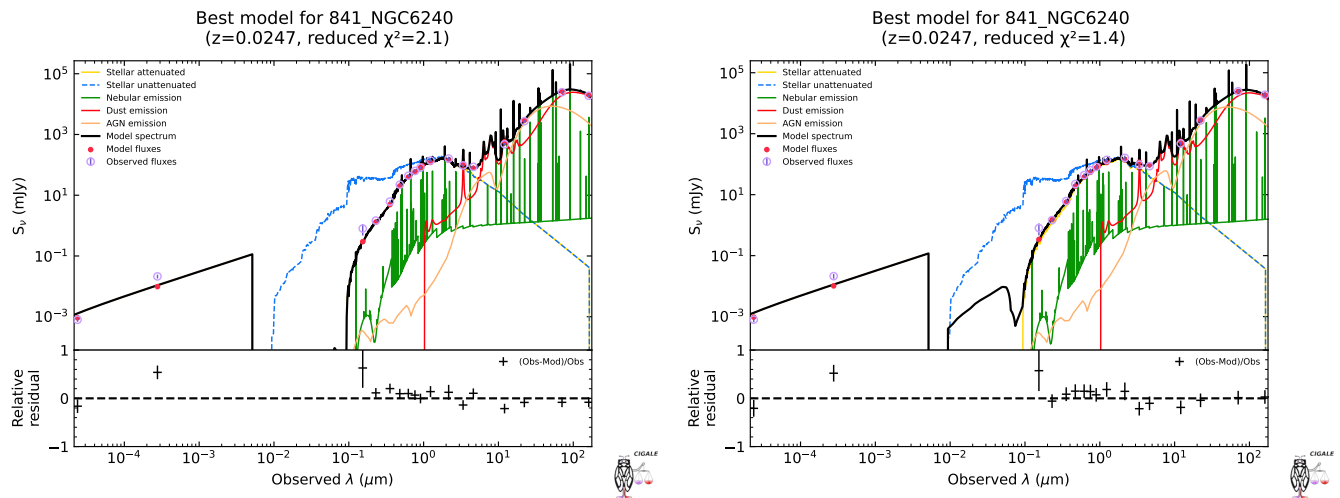 Best model for 841_NGC6240
(z=0.0247, reduced χ²=2.1)
Stellar attenuated
Stellar unattenuated
Nebular emission
Dust emission
AGN emission
Model spectrum
Model fluxes
Observed fluxes
10⁵
10³
10¹
10⁻¹
10⁻³
Sν (mJy)
1
0
−1
Relative
residual
(Obs-Mod)/Obs
10⁻⁴
10⁻³
10⁻²
10⁻¹
10⁰
10¹
10²
Observed λ (μm)
CIGALE
Best model for 841_NGC6240
(z=0.0247, reduced χ²=1.4)
Stellar attenuated
Stellar unattenuated
Nebular emission
Dust emission
AGN emission
Model spectrum
Model fluxes
Observed fluxes
10⁵
10³
10¹
10⁻¹
10⁻³
Sν (mJy)
1
0
−1
Relative
residual
(Obs-Mod)/Obs
10⁻⁴
10⁻³
10⁻²
10⁻¹
10⁰
10¹
10²
Observed λ (μm)
CIGALE